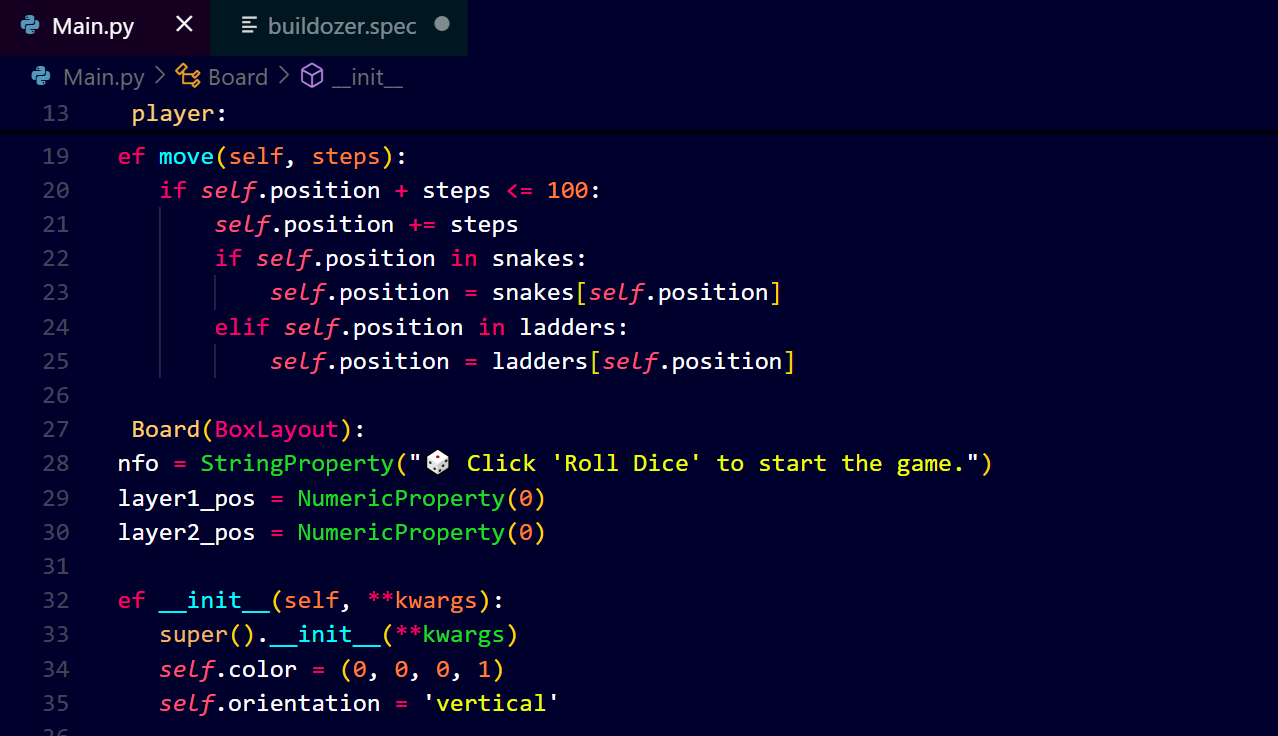 Main.py buildozer.spec
Main.py > Board > __init__
13 player:
19 ef move(self, steps):
20 if self.position + steps <= 100:
21 self.position += steps
22 if self.position in snakes:
23 self.position = snakes[self.position]
24 elif self.position in ladders:
25 self.position = ladders[self.position]
26
27 Board(BoxLayout):
28 nfo = StringProperty("🎲 Click 'Roll Dice' to start the game.")
29 layer1_pos = NumericProperty(0)
30 layer2_pos = NumericProperty(0)
31
32 ef __init__(self, **kwargs):
33 super().__init__(**kwargs)
34 self.color = (0, 0, 0, 1)
35 self.orientation = 'vertical'